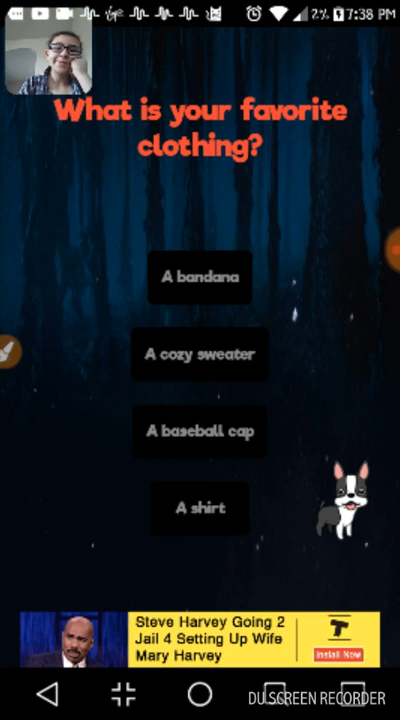 2% 7:38 PM
What is your favorite
clothing?
A bandana
A cozy sweater
A baseball cap
A shirt
Steve Harvey Going 2
Jail 4 Setting Up Wife
Mary Harvey
Install Now
DU SCREEN RECORDER